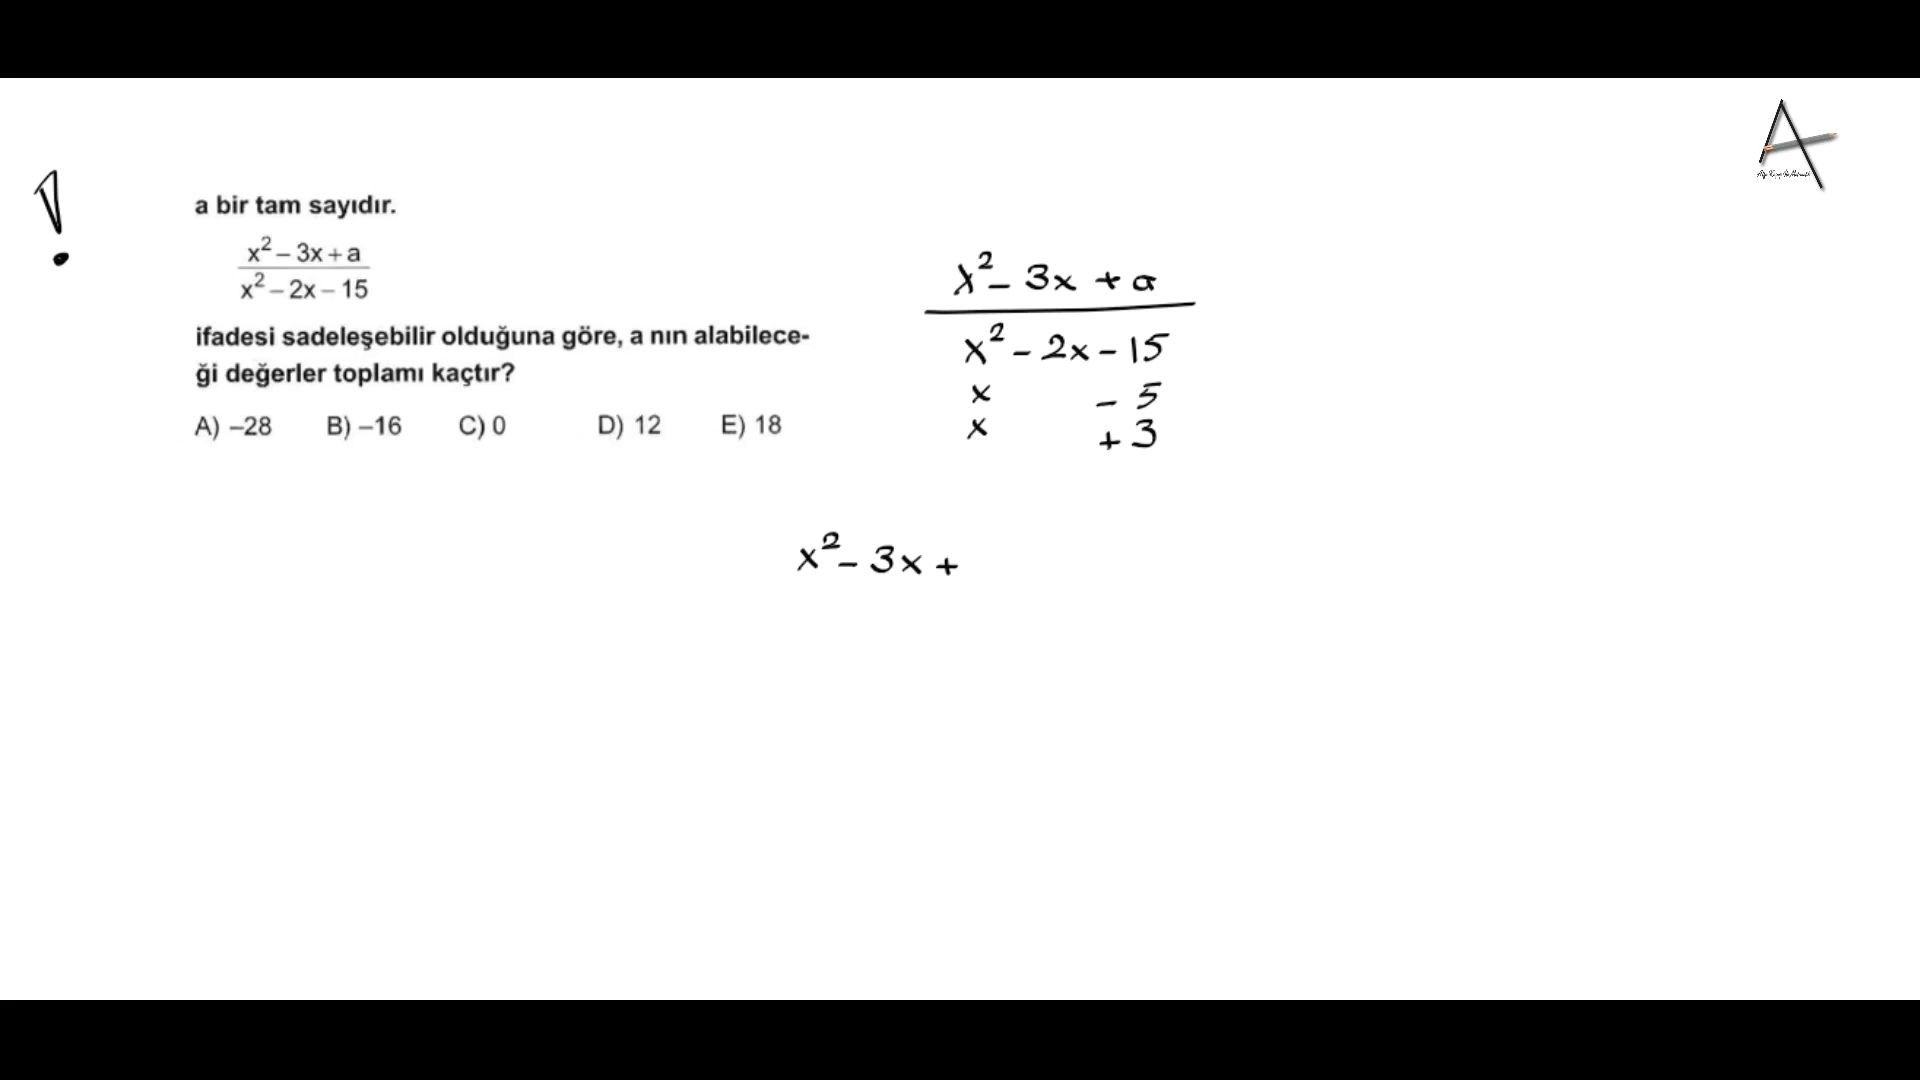 a bir tam sayıdır.
x² – 3x + a
x² – 2x – 15
ifadesi sadeleşebilir olduğuna göre, a nın alabilece-
ği değerler toplamı kaçtır?
A) –28 B) –16 C) 0 D) 12 E) 18
!
x² - 3x + a
x² - 2x - 15
x - 5
x + 3
x² - 3x +